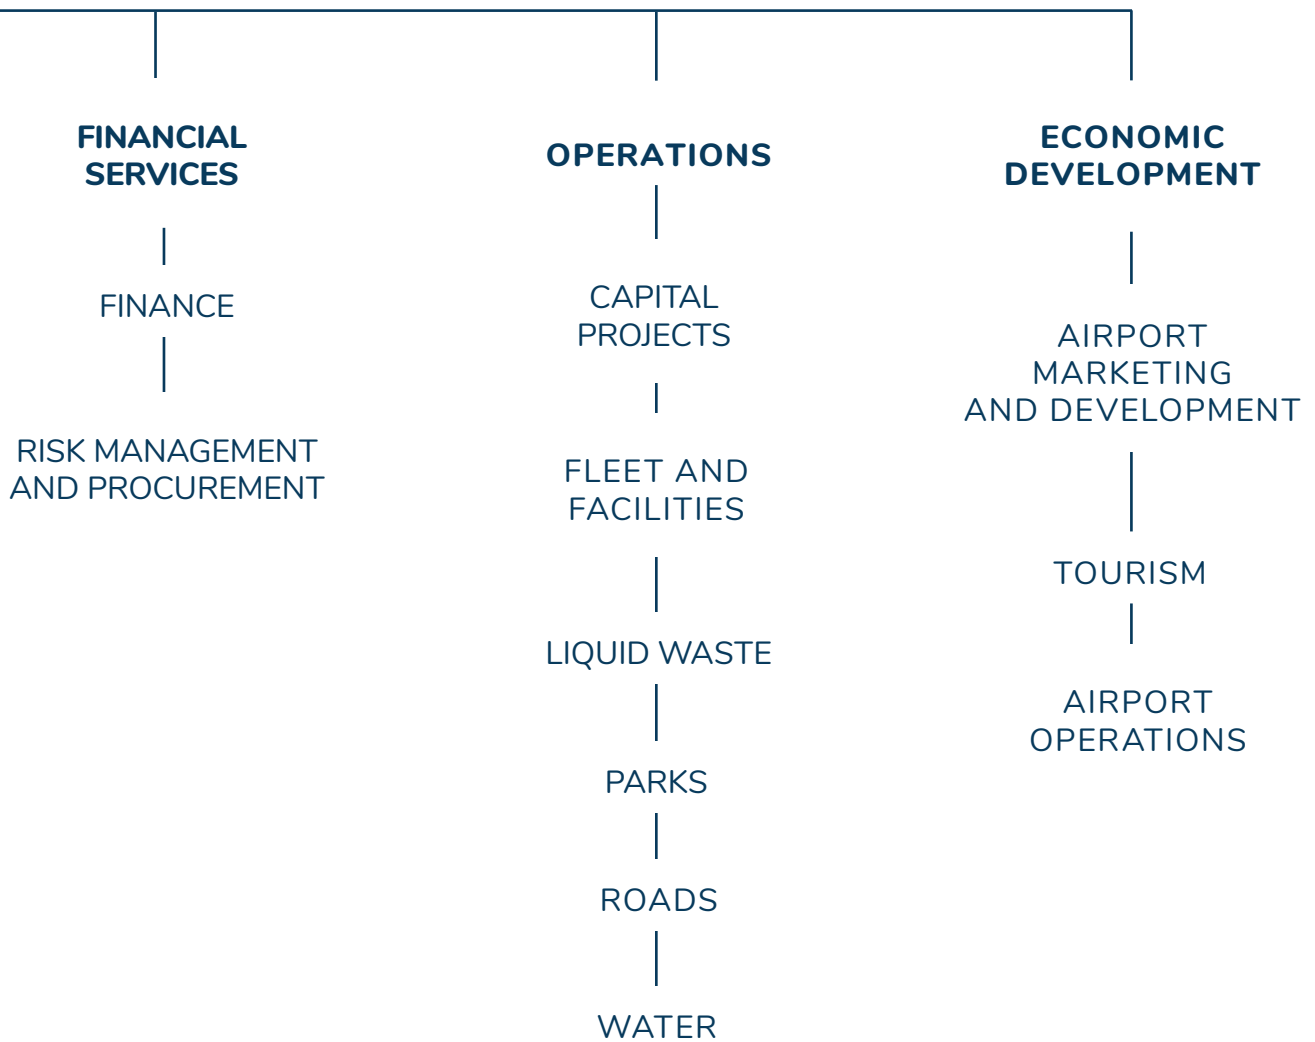 FINANCIAL
SERVICES
FINANCE
RISK MANAGEMENT
AND PROCUREMENT
OPERATIONS
CAPITAL
PROJECTS
FLEET AND
FACILITIES
LIQUID WASTE
PARKS
ROADS
WATER
ECONOMIC
DEVELOPMENT
AIRPORT
MARKETING
AND DEVELOPMENT
TOURISM
AIRPORT
OPERATIONS